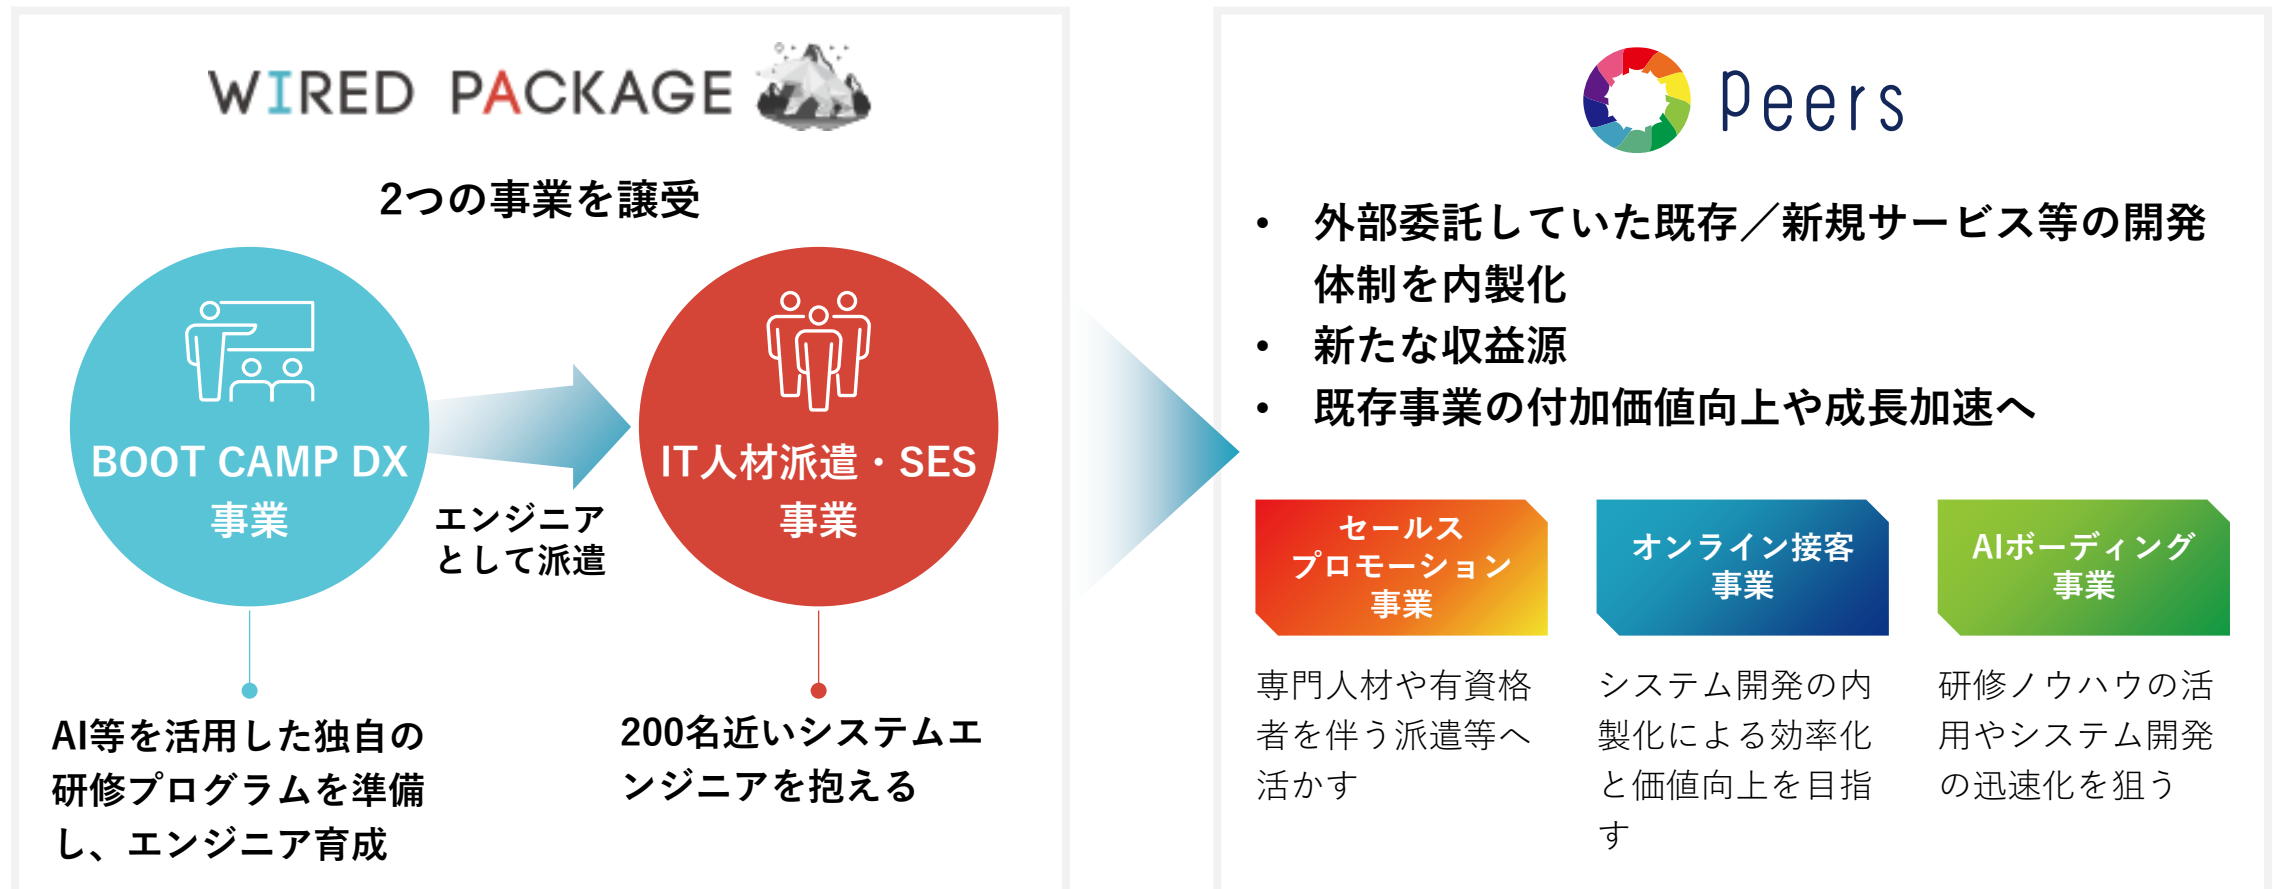 WIRED PACKAGE
2つの事業を譲受
BOOT CAMP DX
事業
エンジニア
として派遣
IT人材派遣・SES
事業
AI等を活用した独自の
研修プログラムを準備
し、エンジニア育成
200名近いシステムエ
ンジニアを抱える
Peers
• 外部委託していた既存／新規サービス等の開発
体制を内製化
• 新たな収益源
• 既存事業の付加価値向上や成長加速へ
セールス
プロモーション
事業
専門人材や有資格
者を伴う派遣等へ
活かす
オンライン接客
事業
システム開発の内
製化による効率化
と価値向上を目指
す
AIボーディング
事業
研修ノウハウの活
用やシステム開発
の迅速化を狙う